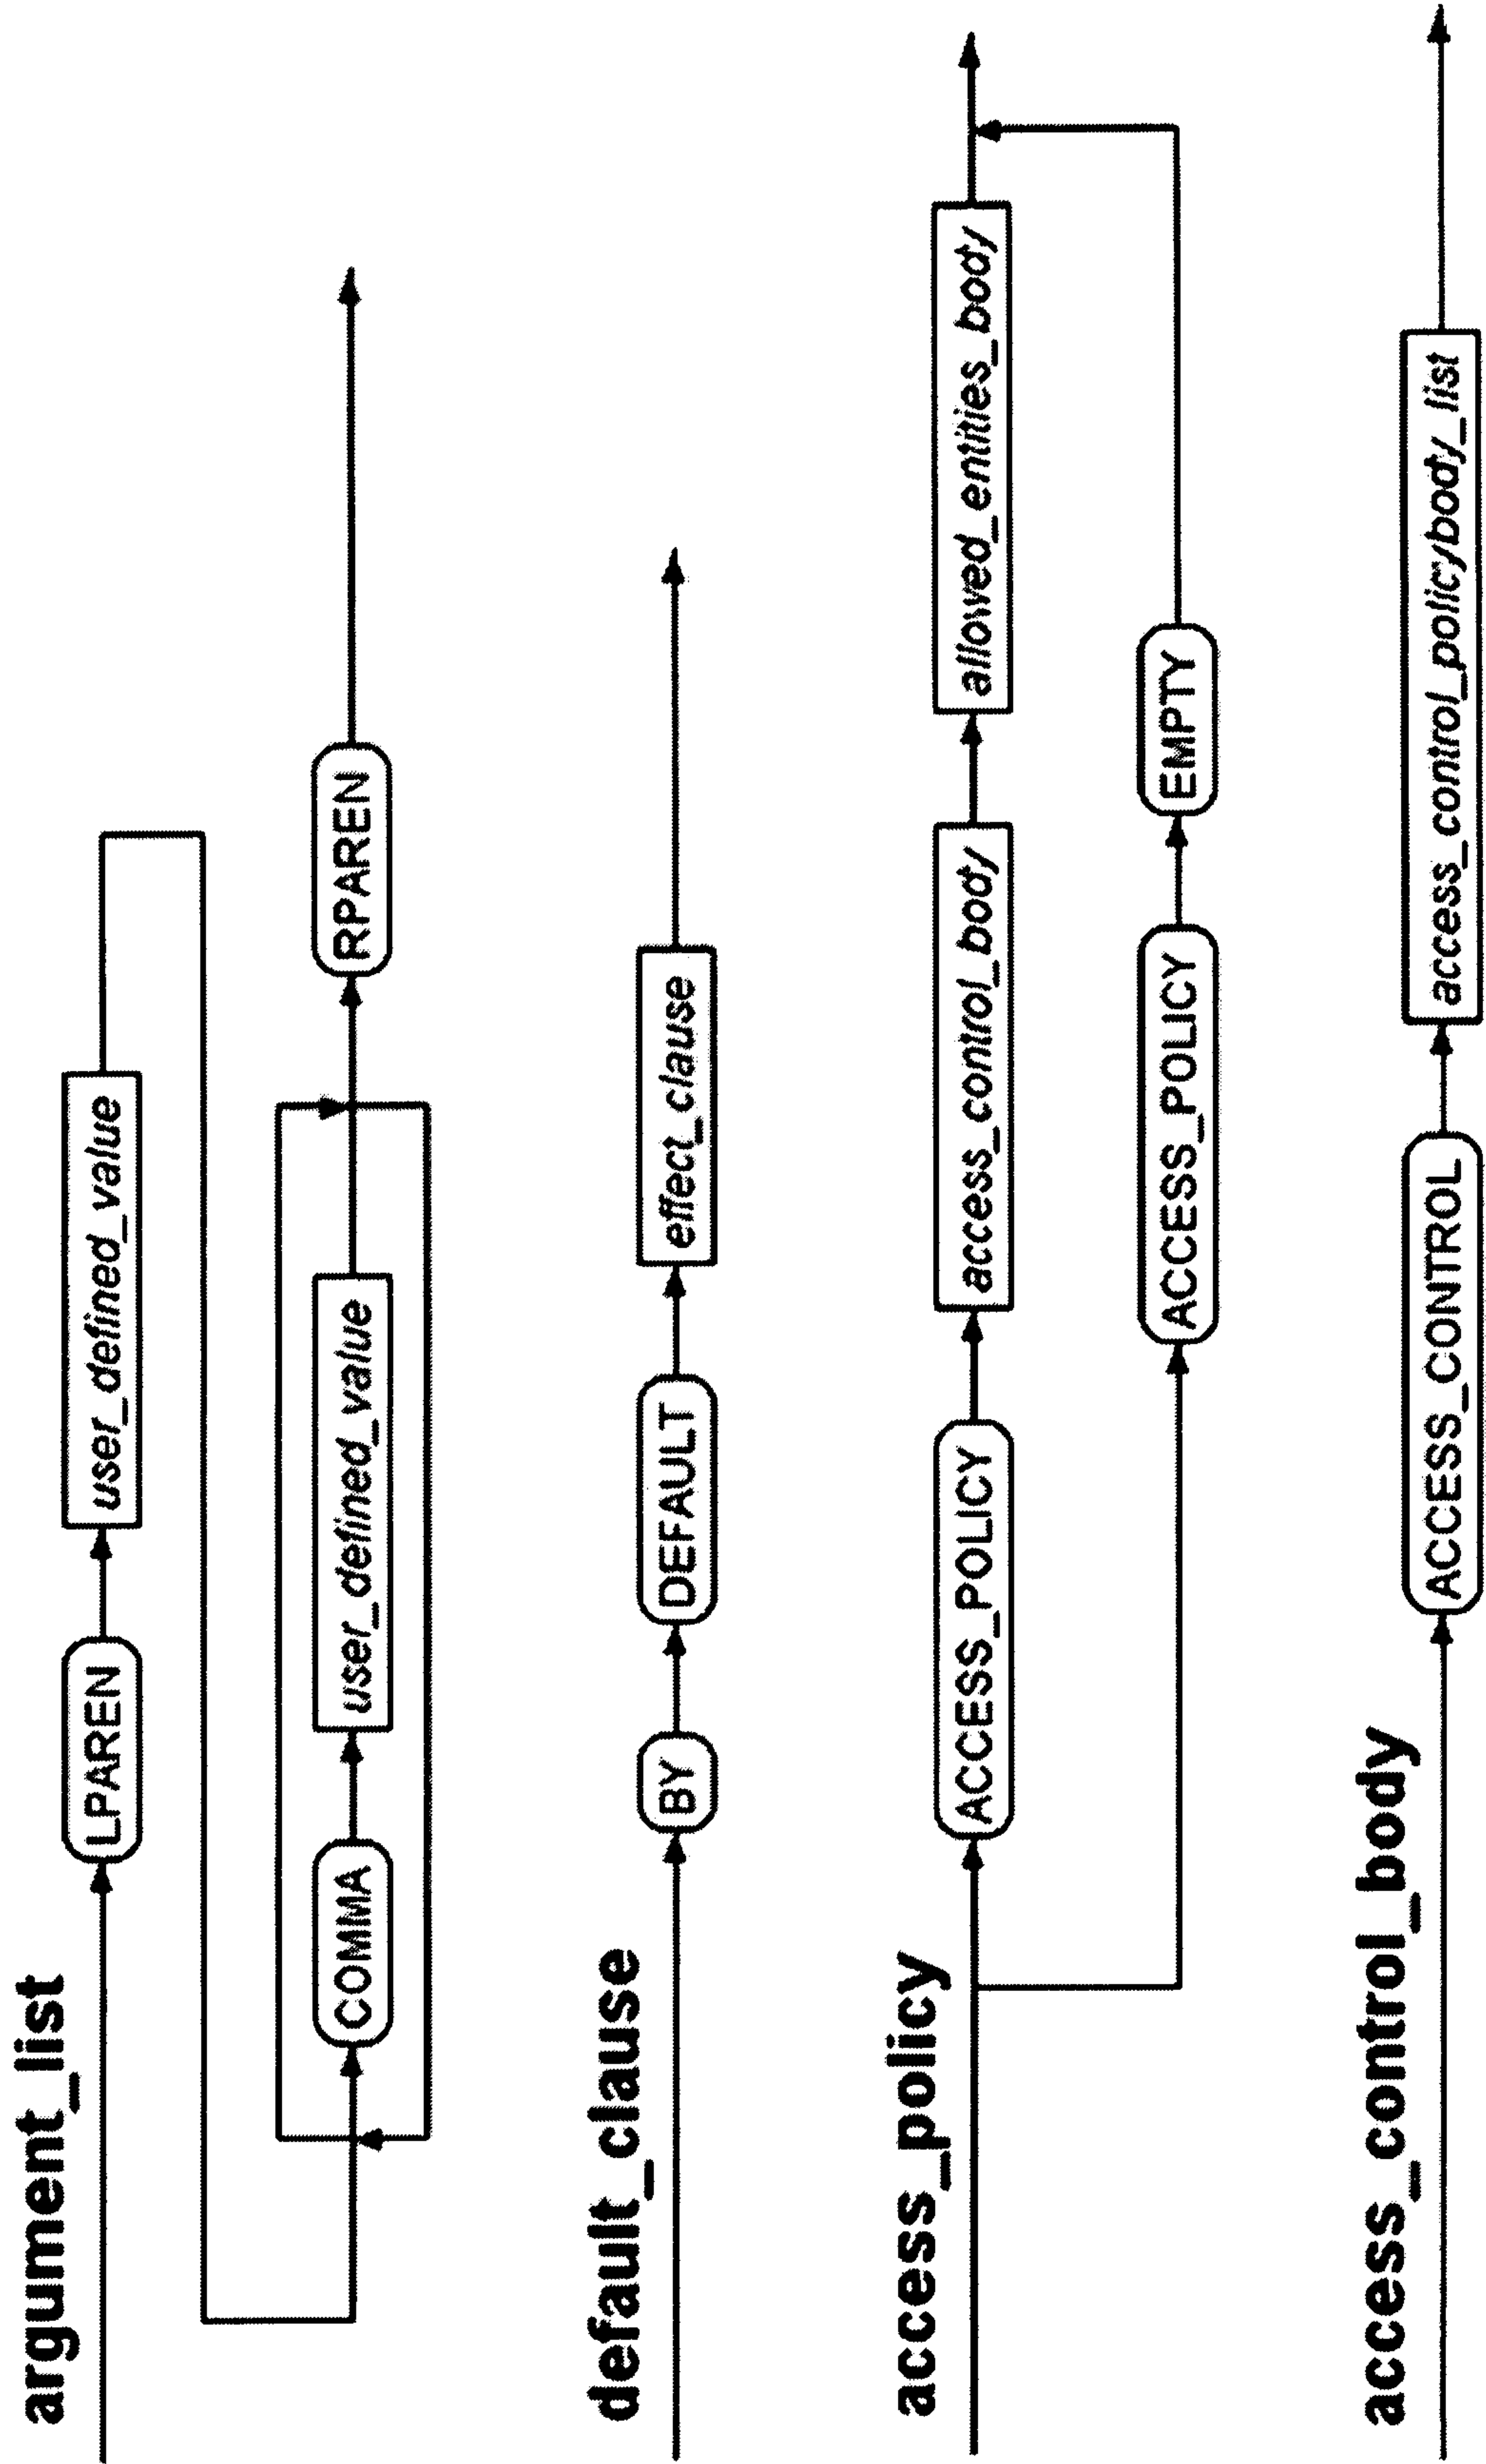 argument_list
LPAREN user_defined_value
COMMA user_defined_value RPAREN
default_clause
BY DEFAULT effect_clause
access_policy
ACCESS_POLICY access_control_body allowed_entities_body
ACCESS_POLICY EMPTY
access_control_body
ACCESS_CONTROL access_control_policybody_list